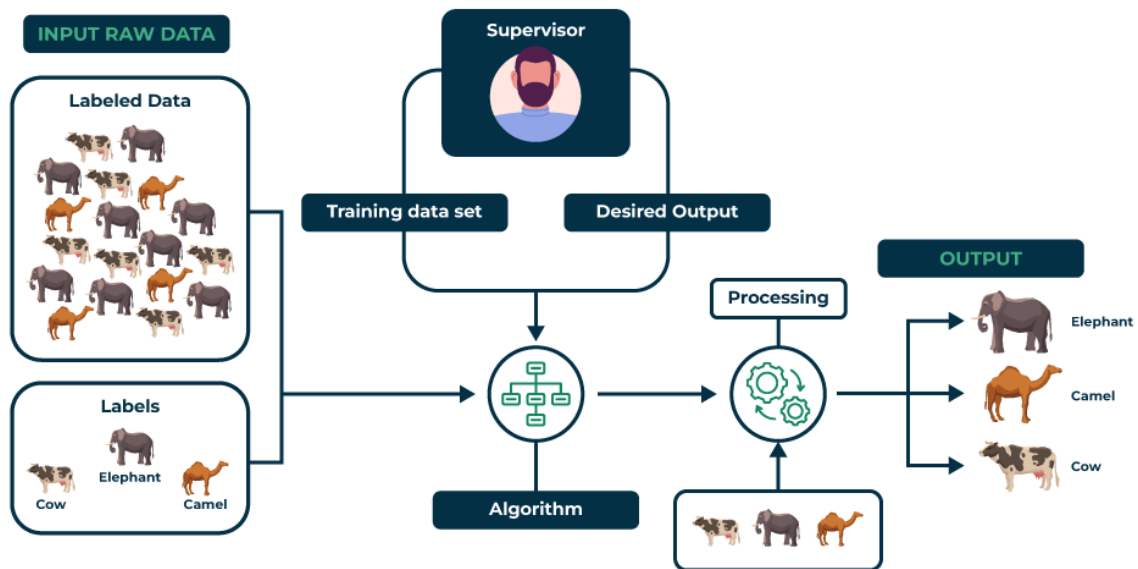 INPUT RAW DATA
Labeled Data
Labels
Elephant
Cow
Camel
Supervisor
Training data set
Desired Output
Algorithm
Processing
OUTPUT
Elephant
Camel
Cow